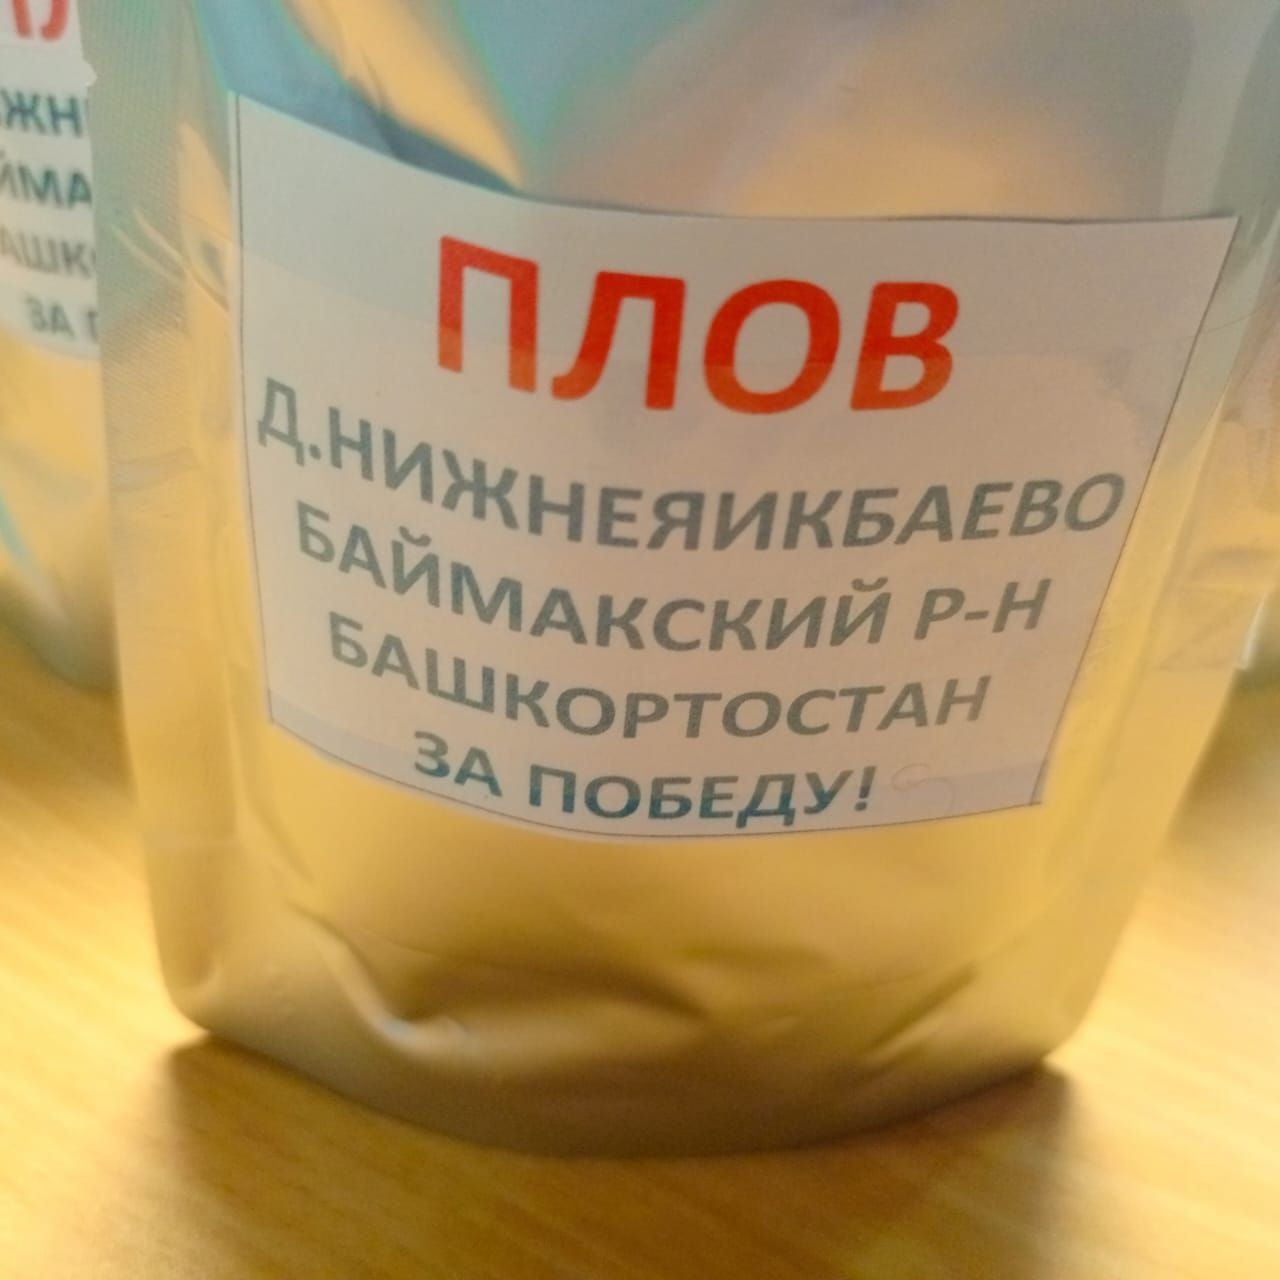 ПЛОВ
Д.НИЖНЕЯИКБАЕВО
БАЙМАКСКИЙ Р-Н
БАШКОРТОСТАН
ЗА ПОБЕДУ!